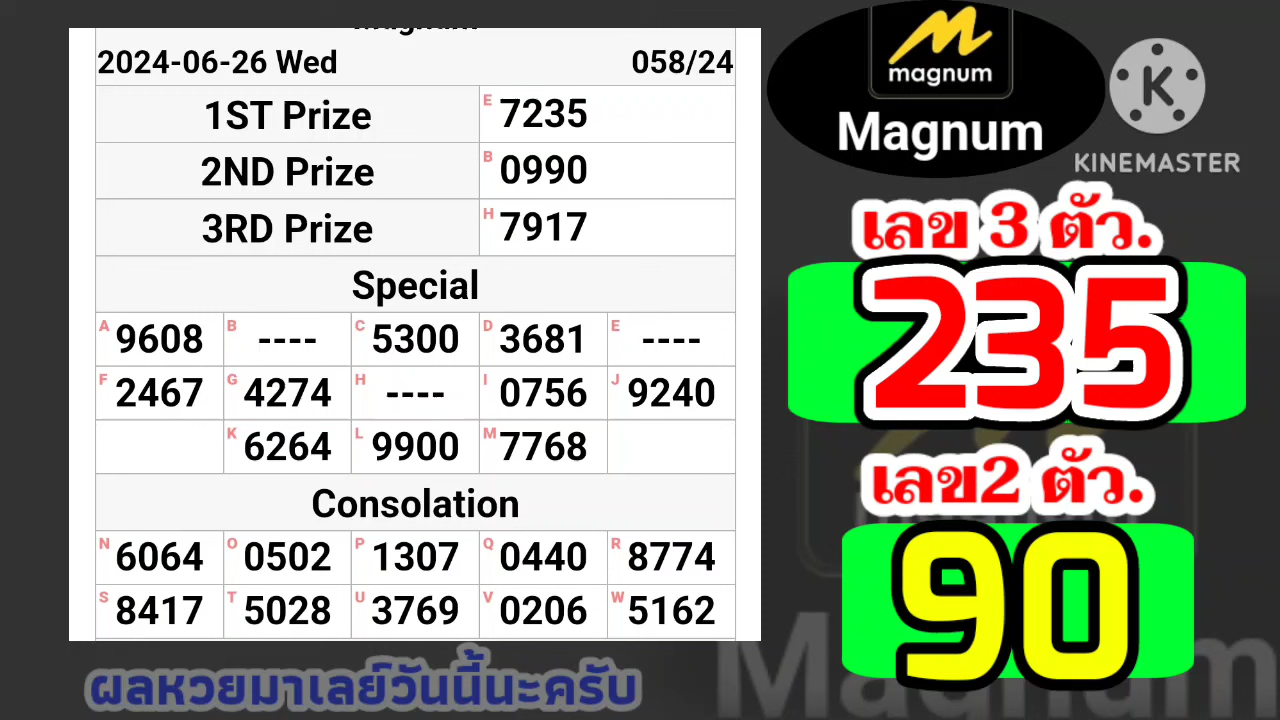 2024-06-26 Wed 058/24
1ST Prize E 7235
2ND Prize B 0990
3RD Prize H 7917
Special
A 9608 B ---- C 5300 D 3681 E ----
F 2467 G 4274 H ---- I 0756 J 9240
K 6264 L 9900 M 7768
Consolation
N 6064 O 0502 P 1307 Q 0440 R 8774
S 8417 T 5028 U 3769 V 0206 W 5162
ผลหวยมาเลย์วันนี้นะครับ
magnum
Magnum
K
KINEMASTER
เลข 3 ตัว.
235
เลข2 ตัว.
90
Magnum